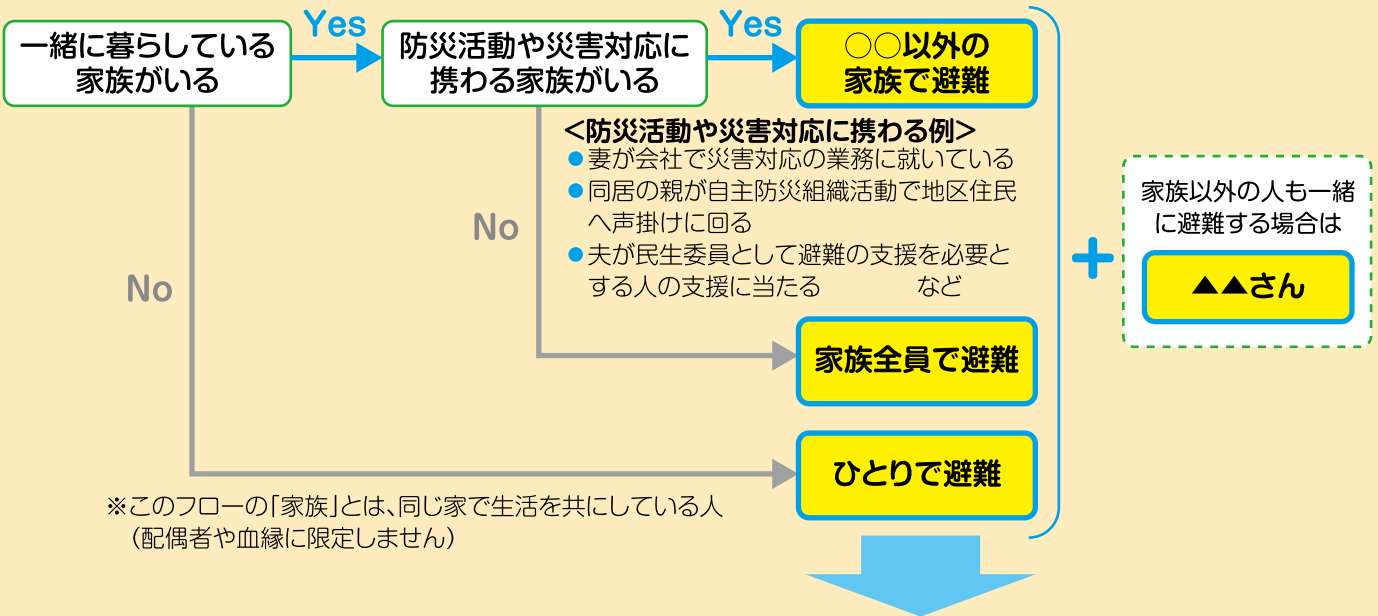 一緒に暮らしている
家族がいる
Yes
防災活動や災害対応に
携わる家族がいる
Yes
○○以外の
家族で避難
<防災活動や災害対応に携わる例>
●妻が会社で災害対応の業務に就いている
●同居の親が自主防災組織活動で地区住民
へ声掛けに回る
●夫が民生委員として避難の支援を必要と
する人の支援に当たる　　　　など
No
No
家族全員で避難
ひとりで避難
※このフローの「家族」とは、同じ家で生活を共にしている人
（配偶者や血縁に限定しません）
+
家族以外の人も一緒
に避難する場合は
▲▲さん